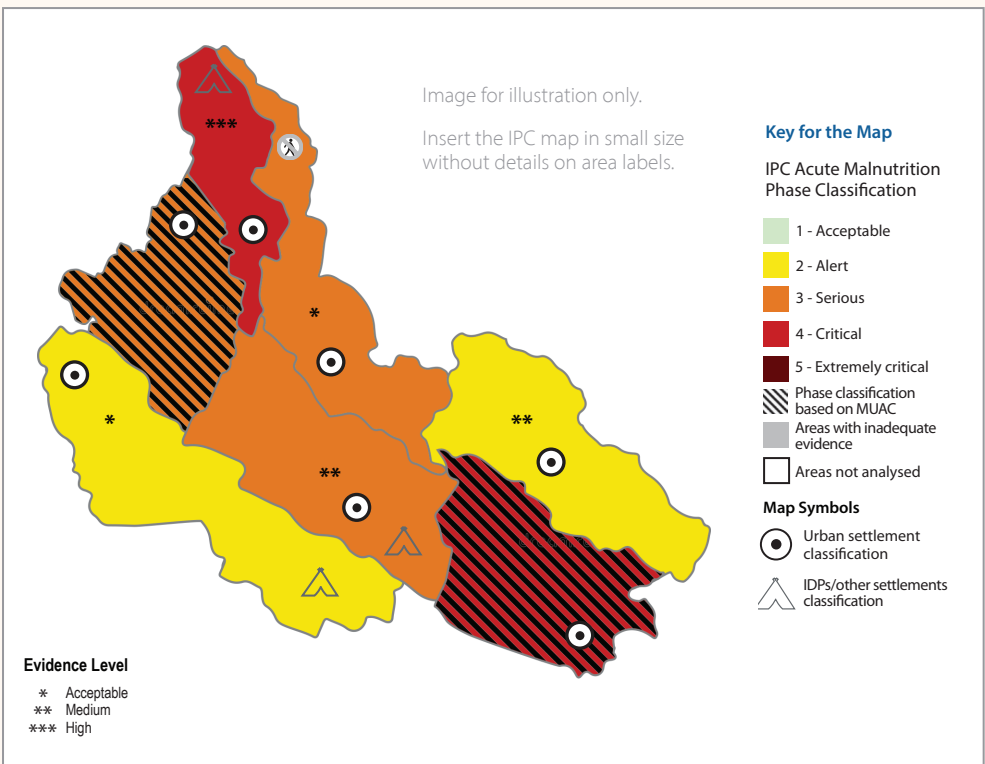 Image for illustration only.
Insert the IPC map in small size
without details on area labels.
Key for the Map
IPC Acute Malnutrition
Phase Classification
1 - Acceptable
2 - Alert
3 - Serious
4 - Critical
5 - Extremely critical
Phase classification
based on MUAC
Areas with inadequate
evidence
Areas not analysed
Map Symbols
Urban settlement
classification
IDPs/other settlements
classification
***
*
*
**
**
Evidence Level
* Acceptable
** Medium
*** High